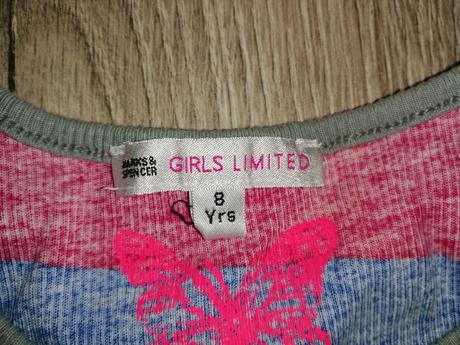 MARKS &
SPENCER
GIRLS LIMITED
8
Yrs